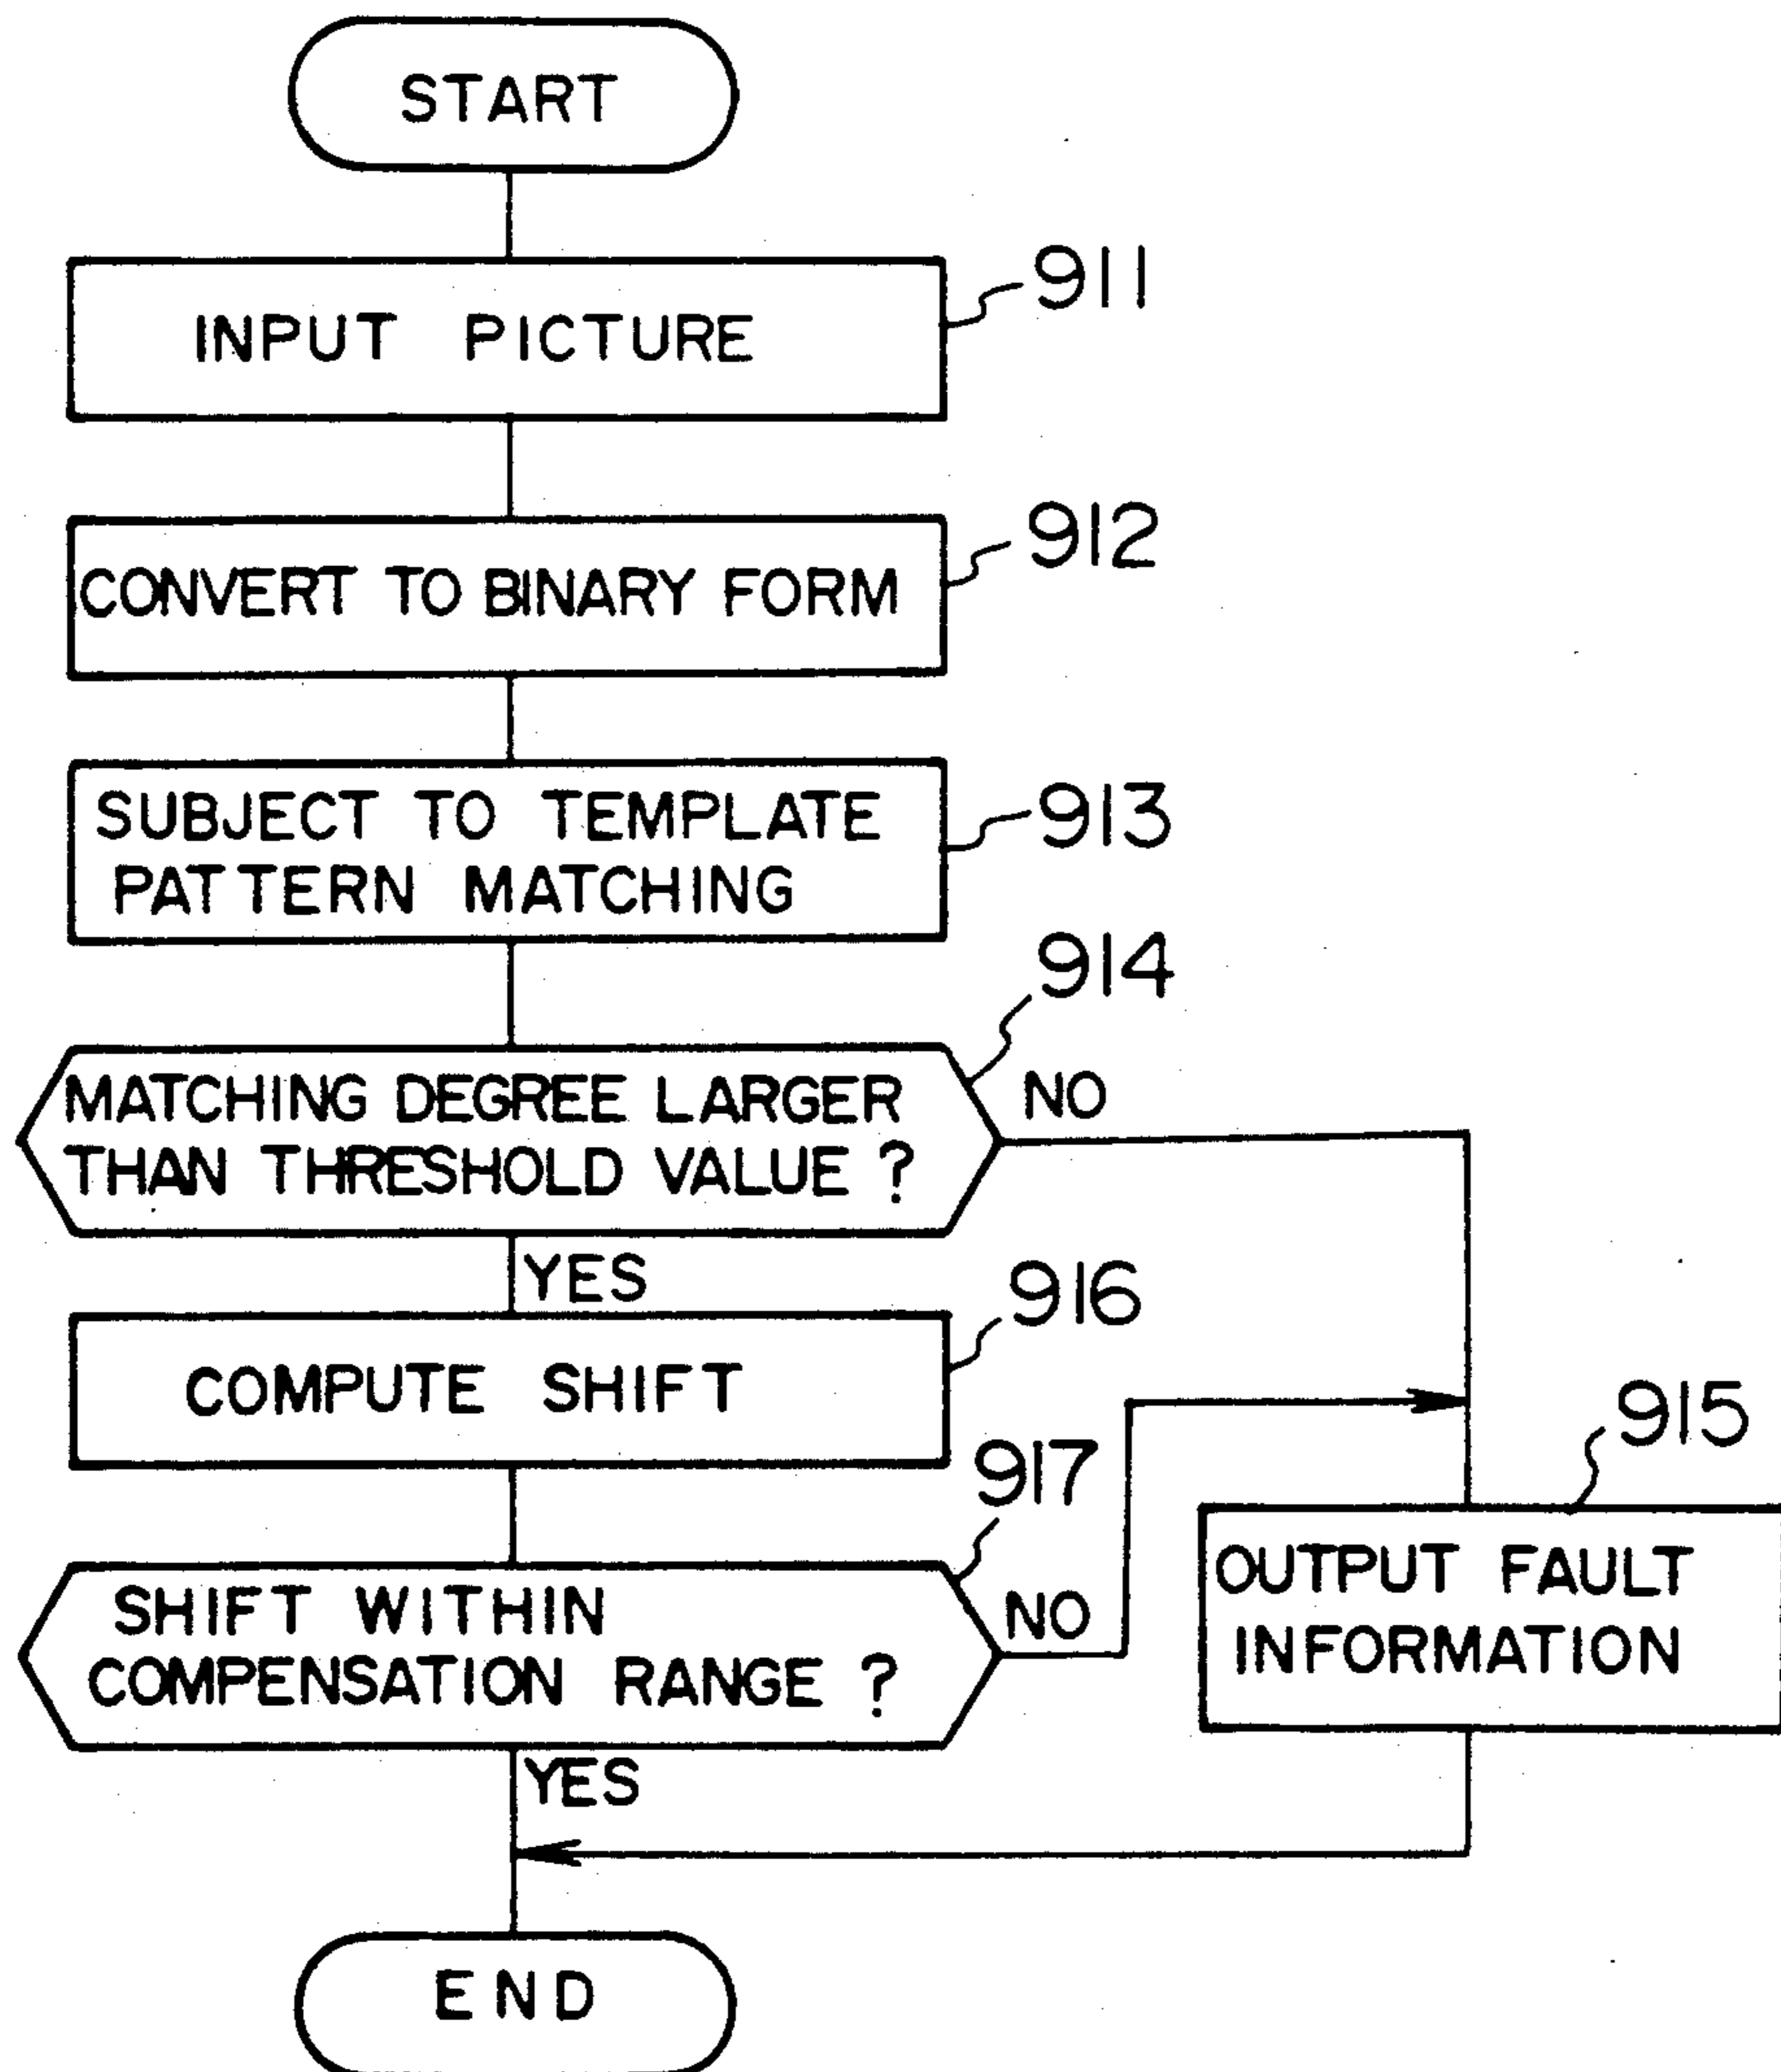 START
INPUT PICTURE
911
CONVERT TO BINARY FORM
912
SUBJECT TO TEMPLATE
PATTERN MATCHING
913
914
MATCHING DEGREE LARGER
THAN THRESHOLD VALUE ?
NO
YES
COMPUTE SHIFT
916
917
SHIFT WITHIN
COMPENSATION RANGE ?
NO
YES
915
OUTPUT FAULT
INFORMATION
END